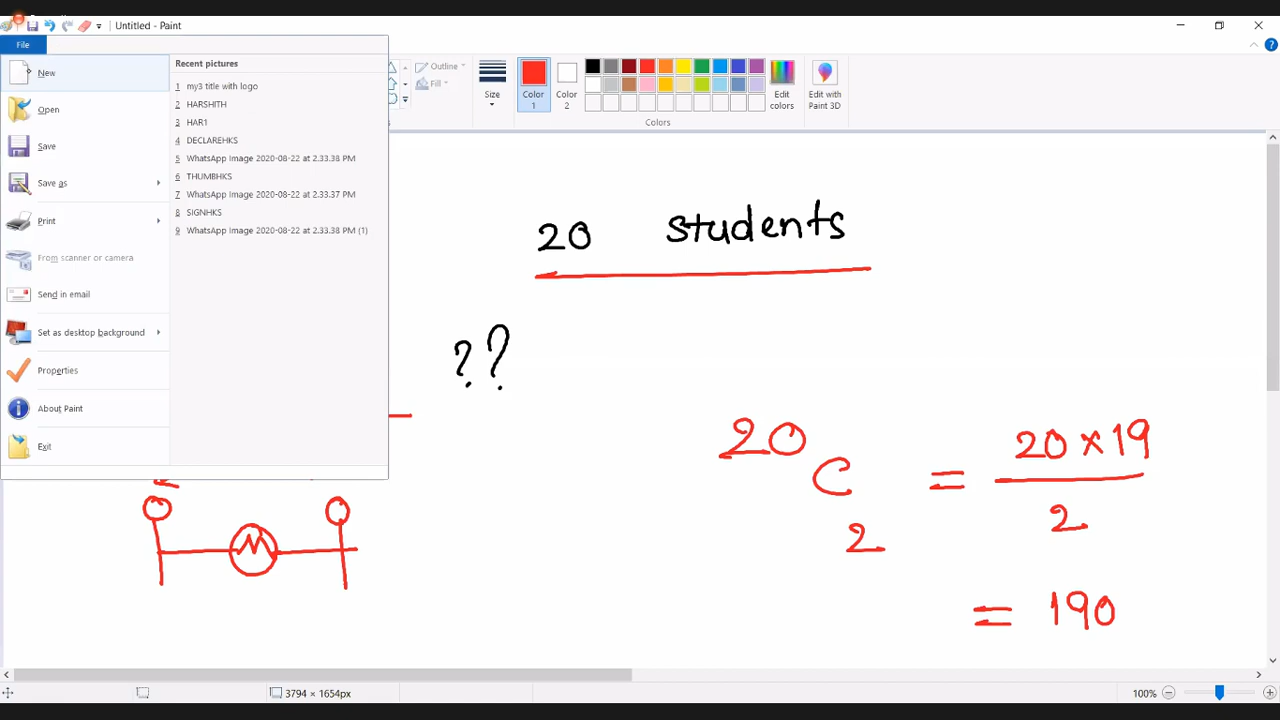 Untitled - Paint
File
New
Open
Save
Save as
Print
From scanner or camera
Send in email
Set as desktop background
Properties
About Paint
Exit
Recent pictures
1 my3 title with logo
2 HARSHITH
3 HAR1
4 DECLAREHKS
5 WhatsApp Image 2020-08-22 at 2.33.38 PM
6 THUMBHKS
7 WhatsApp Image 2020-08-22 at 2.33.37 PM
8 SIGNHKS
9 WhatsApp Image 2020-08-22 at 2.33.38 PM (1)
Outline
Fill
Size
Color 1
Color 2
Edit colors
Edit with Paint 3D
Colors
20 students
??
20 C 2 = 20 × 19 / 2
= 190
M
3794 × 1654px
100%